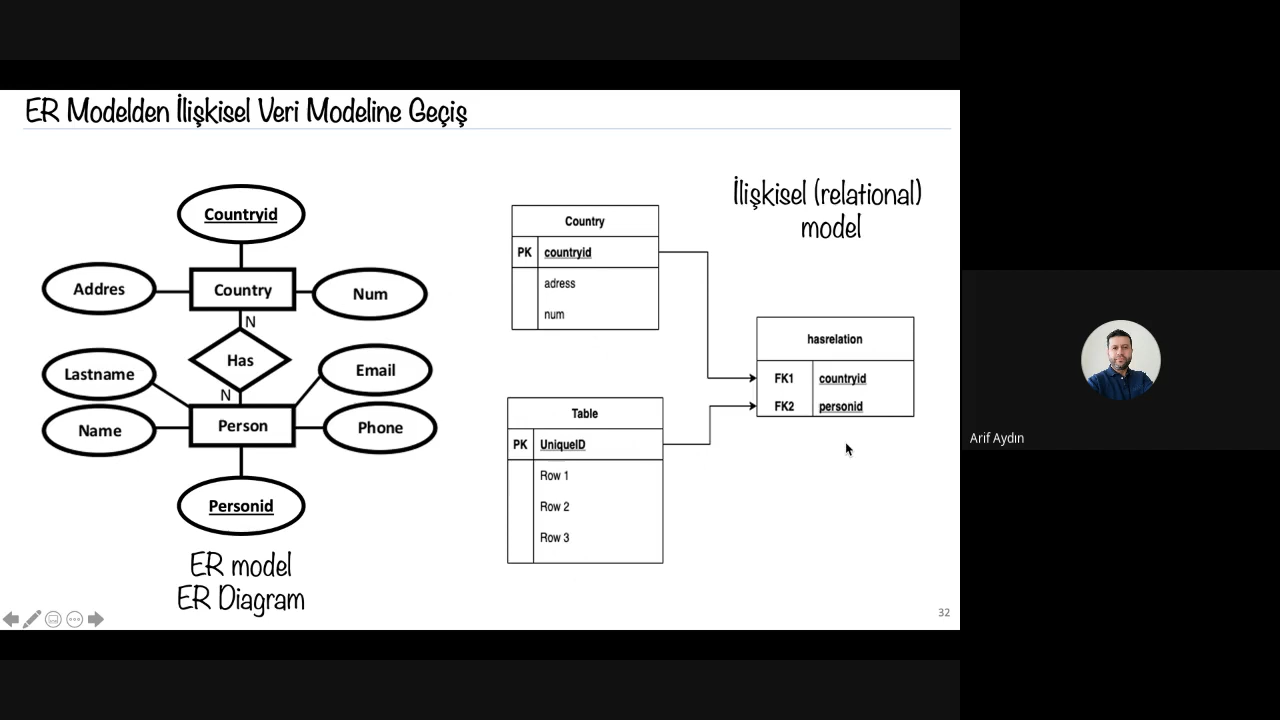 ER Modelden İlişkisel Veri Modeline Geçiş
Countryid
Addres
Country
Num
N
Has
Lastname
Email
N
Name
Person
Phone
Personid
ER model
ER Diagram
İlişkisel (relational)
model
Country
PK countryid
adress
num
Table
PK UniqueID
Row 1
Row 2
Row 3
hasrelation
FK1 countryid
FK2 personid
32
Arif Aydın